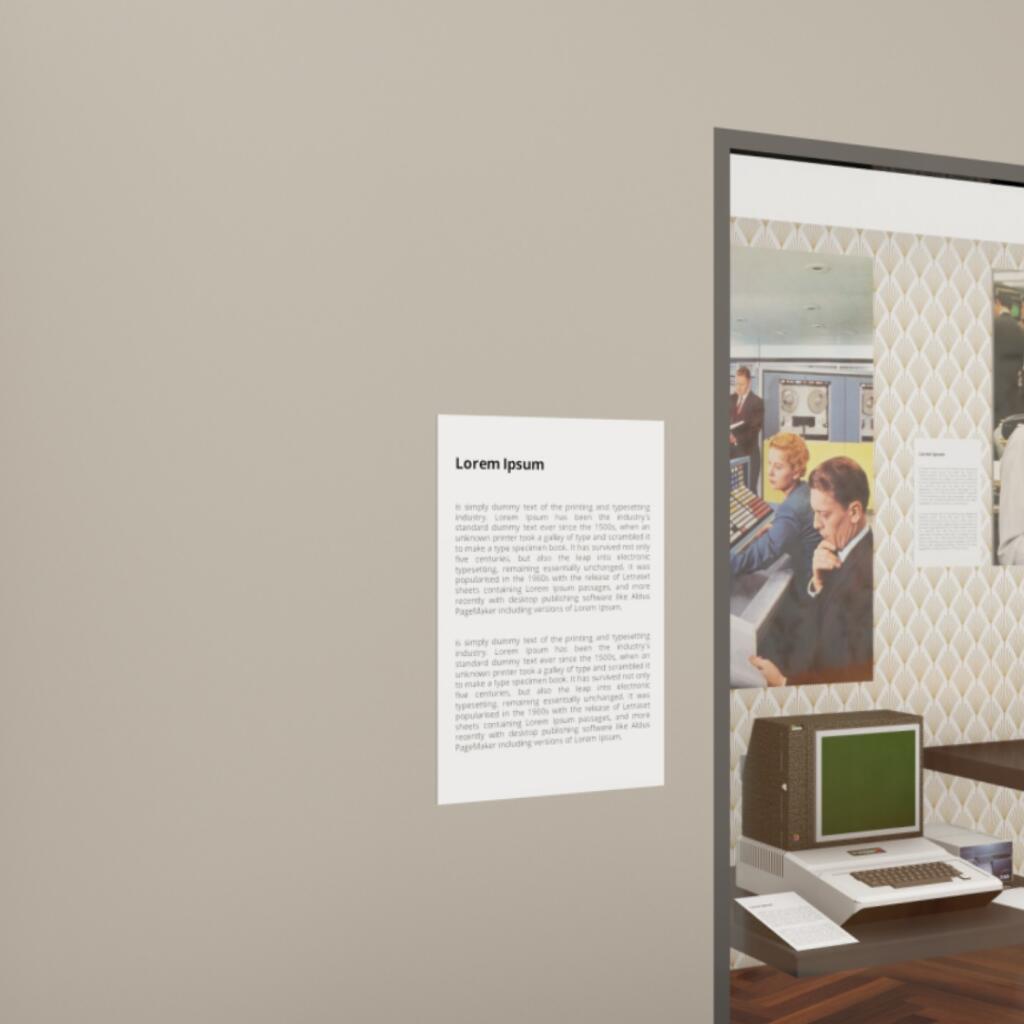 Lorem Ipsum
is simply dummy text of the printing and typesetting
industry. Lorem Ipsum has been the industry's
standard dummy text ever since the 1500s, when an
unknown printer took a galley of type and scrambled it
to make a type specimen book. It has survived not only
five centuries, but also the leap into electronic
typesetting, remaining essentially unchanged. It was
popularised in the 1960s with the release of Letraset
sheets containing Lorem Ipsum passages, and more
recently with desktop publishing software like Aldus
PageMaker including versions of Lorem Ipsum.
is simply dummy text of the printing and typesetting
industry. Lorem Ipsum has been the industry's
standard dummy text ever since the 1500s, when an
unknown printer took a galley of type and scrambled it
to make a type specimen book. It has survived not only
five centuries, but also the leap into electronic
typesetting, remaining essentially unchanged. It was
popularised in the 1960s with the release of Letraset
sheets containing Lorem Ipsum passages, and more
recently with desktop publishing software like Aldus
PageMaker including versions of Lorem Ipsum.
Lorem Ipsum